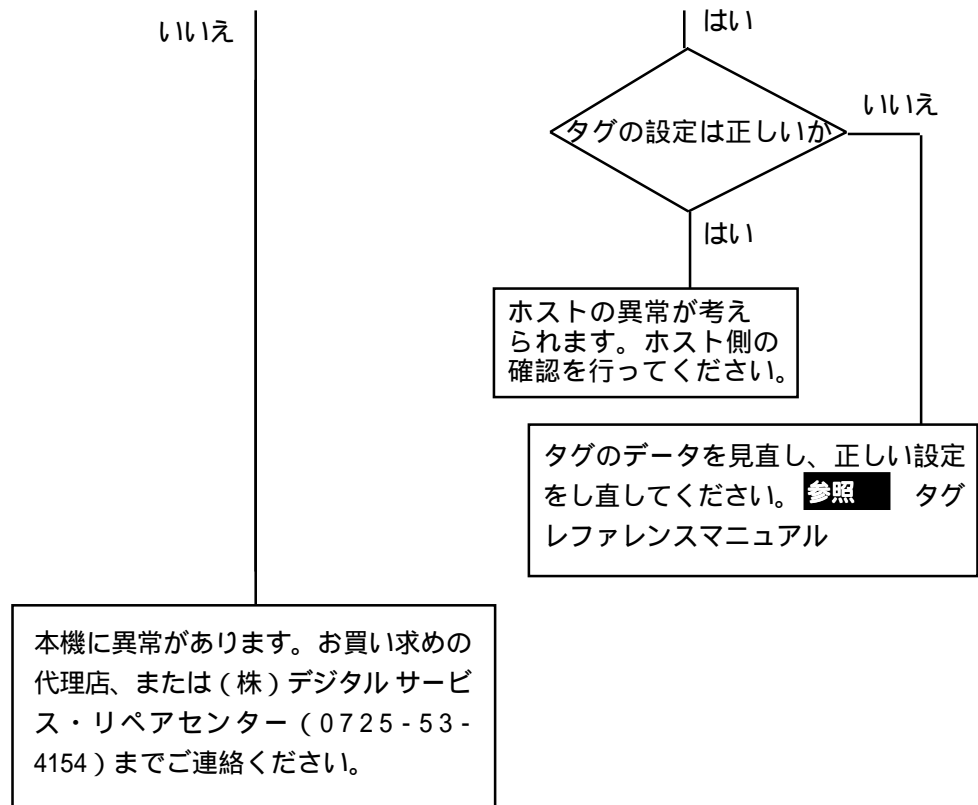 いいえ
はい
タグの設定は正しいか
いいえ
はい
ホストの異常が考え
られます。ホスト側の
確認を行ってください。
タグのデータを見直し、正しい設定
をし直してください。 参照 タグ
レファレンスマニュアル
本機に異常があります。お買い求めの
代理店、または(株)デジタル サービ
ス・リペアセンター(0725-53-
4154)までご連絡ください。